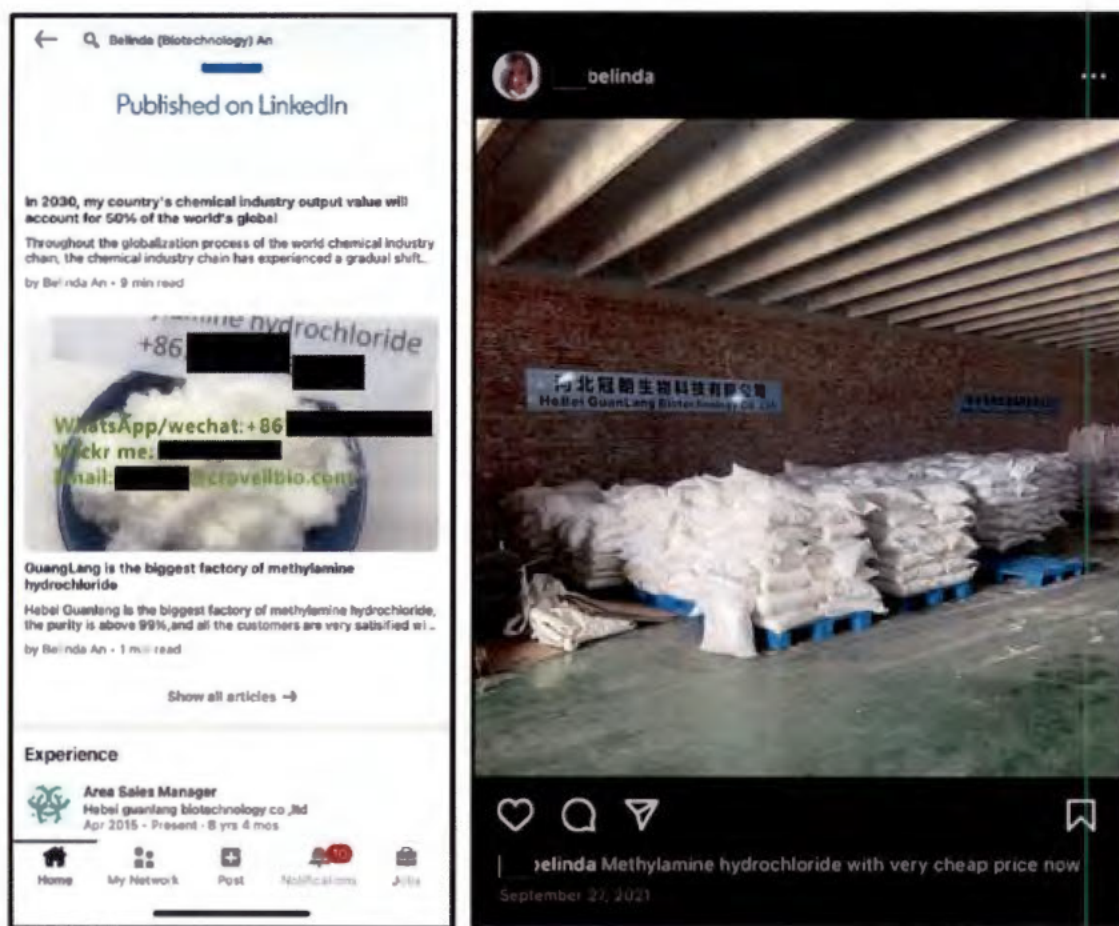 Belinda (Biotechnology) An
Published on LinkedIn
In 2030, my country's chemical industry output value will
account for 50% of the world's global
Throughout the globalization process of the world chemical industry
chain, the chemical industry chain has experienced a gradual shift..
by Belinda An • 9 min read
hydrochloride
+86
WhatsApp/wechat:+86
Wickr me:
Email: @crovellbio.com
GuangLang is the biggest factory of methylamine
hydrochloride
Hebei Guanlang is the biggest factory of methylamine hydrochloride,
the purity is above 99%,and all the customers are very satisified wi..
by Belinda An • 1 min read
Show all articles →
Experience
Area Sales Manager
Hebei guanlang biotechnology co ,ltd
Apr 2015 - Present · 8 yrs 4 mos
10
Home My Network Post Notifications Jobs
__belinda
河北冠朗生物科技有限公司
HeBei GuanLang Biotechnology Co.,Ltd
belinda Methylamine hydrochloride with very cheap price now
September 27, 2021